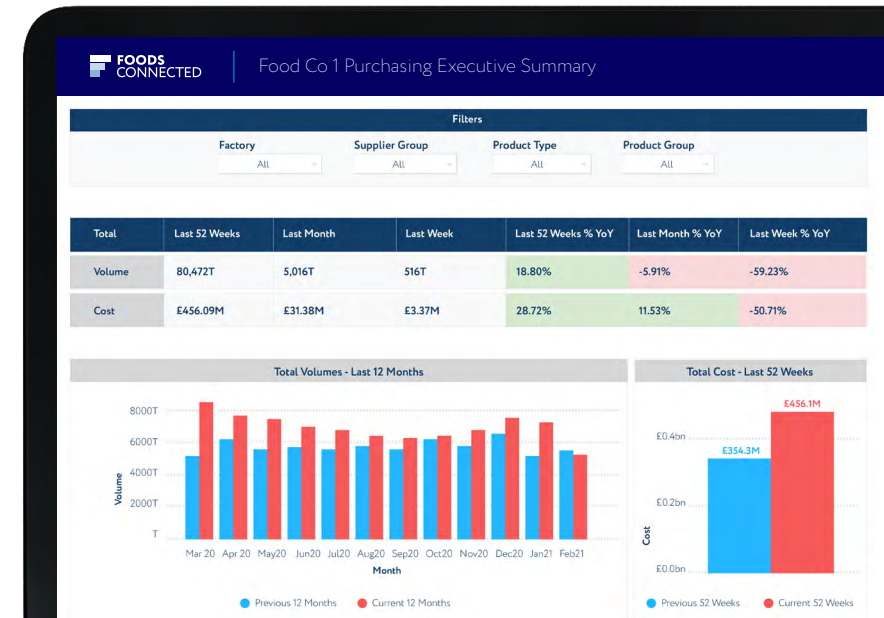 FOODS
CONNECTED
Food Co 1 Purchasing Executive Summary
Filters
Factory Supplier Group Product Type Product Group
All All All All
Total Last 52 Weeks Last Month Last Week Last 52 Weeks % YoY Last Month % YoY Last Week % YoY
Volume 80,472T 5,016T 516T 18.80% -5.91% -59.23%
Cost £456.09M £31.38M £3.37M 28.72% 11.53% -50.71%
Total Volumes - Last 12 Months
8000T
6000T
4000T
2000T
T
Volume
Mar 20 Apr 20 May20 Jun20 Jul20 Aug20 Sep20 Oct20 Nov20 Dec20 Jan21 Feb21
Month
Previous 12 Months Current 12 Months
Total Cost - Last 52 Weeks
£456.1M
£354.3M
£0.4bn
£0.2bn
£0.0bn
Cost
Previous 52 Weeks Current 52 Weeks